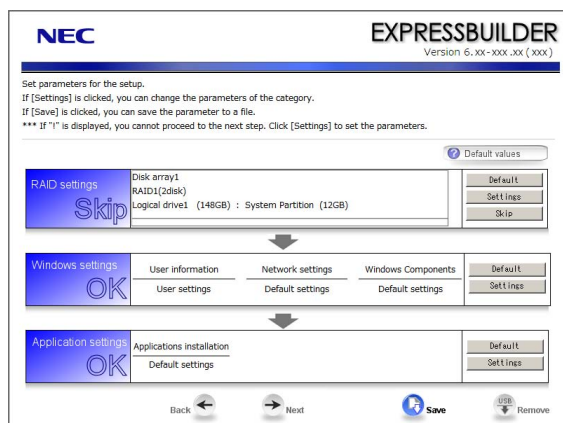 NEC
EXPRESSBUILDER
Version 6.xx-xxx.xx (xxx)
Set parameters for the setup.
If [Settings] is clicked, you can change the parameters of the category.
If [Save] is clicked, you can save the parameter to a file.
*** If "!" is displayed, you cannot proceed to the next step. Click [Settings] to set the parameters.
? Default values
RAID settings
Skip
Disk array1
RAID1(2disk)
Logical drive1 (148GB) : System Partition (12GB)
Default
Settings
Skip
Windows settings
OK
User information Network settings Windows Components
User settings Default settings Default settings
Default
Settings
Application settings
OK
Applications installation
Default settings
Default
Settings
Back Next Save USB Remove